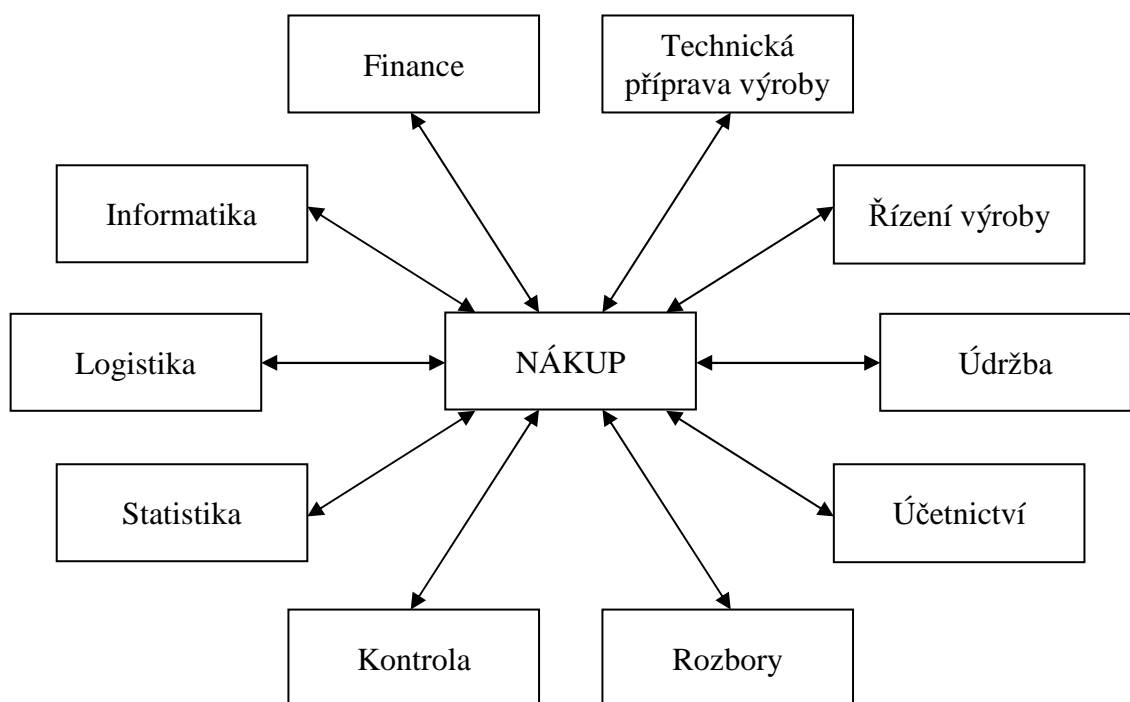 Finance
Technická
příprava výroby
Informatika
Řízení výroby
Logistika
NÁKUP
Údržba
Statistika
Účetnictví
Kontrola
Rozbory